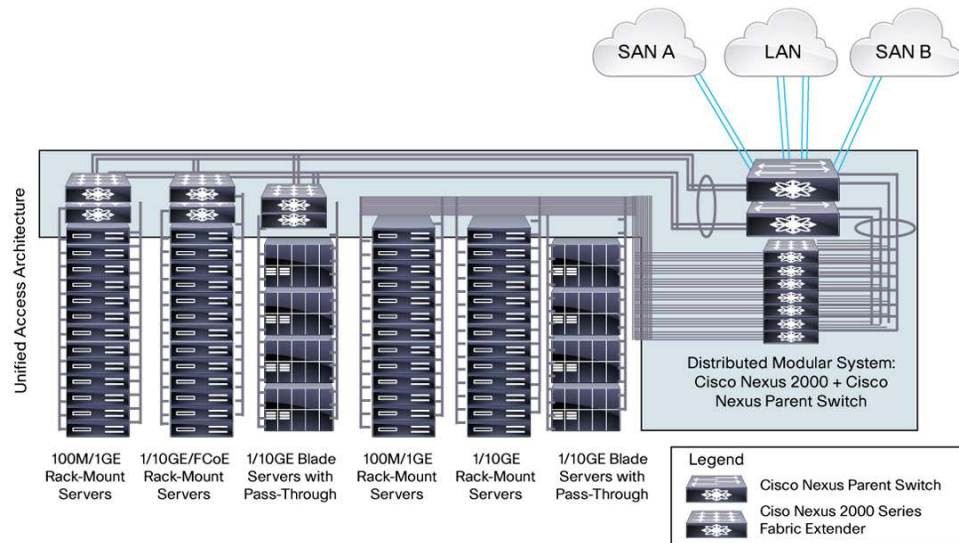 SAN A
LAN
SAN B
Unified Access Architecture
Distributed Modular System:
Cisco Nexus 2000 + Cisco
Nexus Parent Switch
100M/1GE
Rack-Mount
Servers
1/10GE/FCoE
Rack-Mount
Servers
1/10GE Blade
Servers with
Pass-Through
100M/1GE
Rack-Mount
Servers
1/10GE
Rack-Mount
Servers
1/10GE Blade
Servers with
Pass-Through
Legend
Cisco Nexus Parent Switch
Ciso Nexus 2000 Series
Fabric Extender